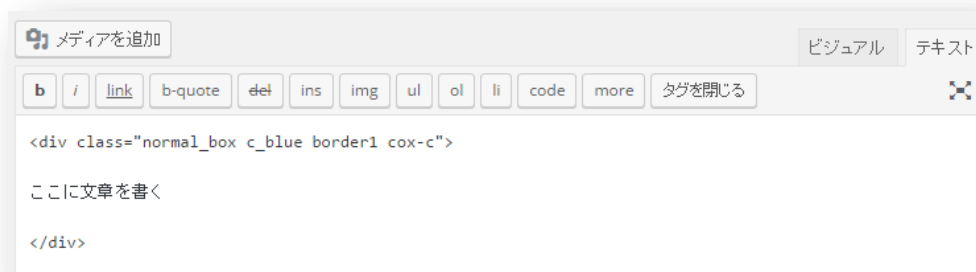 メディアを追加
ビジュアル テキスト
b i link b-quote del ins img ul ol li code more タグを閉じる
<div class="normal_box c_blue border1 cox-c">
ここに文章を書く
</div>